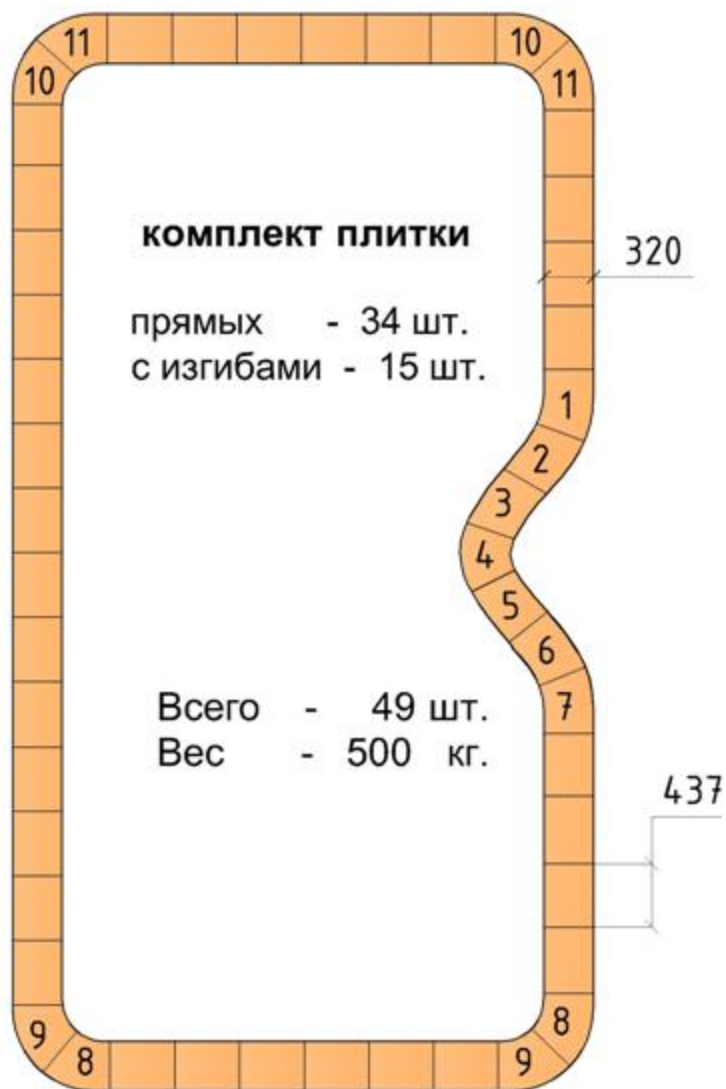 11 10
10 11
комплект плитки
320
прямых - 34 шт.
с изгибами - 15 шт.
1
2
3
4
5
6
Всего - 49 шт.
7
Вес - 500 кг.
437
9 8
8 9